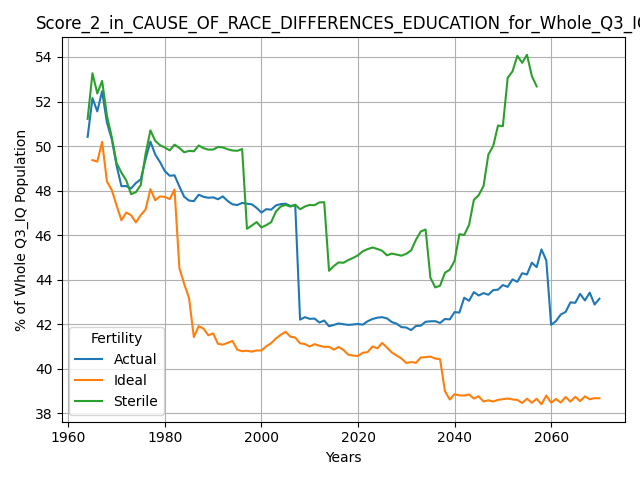 Score_2_in_CAUSE_OF_RACE_DIFFERENCES_EDUCATION_for_Whole_Q3_IQ
54
52
50
48
46
44
42
40
38
% of Whole Q3_IQ Population
Fertility
Actual
Ideal
Sterile
1960 1980 2000 2020 2040 2060
Years